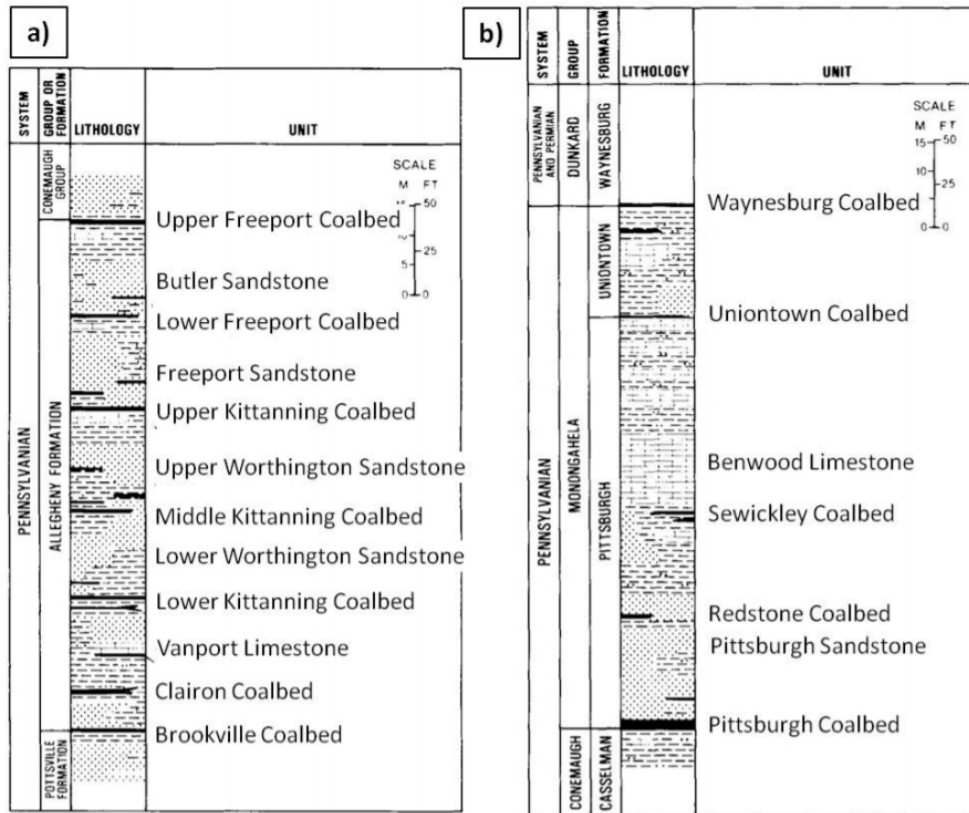 a)
SYSTEM
GROUP OR
FORMATION
LITHOLOGY
UNIT
PENNSYLVANIAN
CONEMAUGH
GROUP
ALLEGHENY FORMATION
POTTSVILLE
FORMATION
SCALE
M FT
50
25
5
0 0
Upper Freeport Coalbed
Butler Sandstone
Lower Freeport Coalbed
Freeport Sandstone
Upper Kittanning Coalbed
Upper Worthington Sandstone
Middle Kittanning Coalbed
Lower Worthington Sandstone
Lower Kittanning Coalbed
Vanport Limestone
Clairon Coalbed
Brookville Coalbed
b)
SYSTEM
GROUP
FORMATION
LITHOLOGY
UNIT
PENNSYLVANIAN
AND PERMIAN
DUNKARD
WAYNESBURG
SCALE
M FT
15 50
10
25
5
0 0
PENNSYLVANIAN
MONONGAHELA
UNIONTOWN
PITTSBURGH
CONEMAUGH
CASSELMAN
Waynesburg Coalbed
Uniontown Coalbed
Benwood Limestone
Sewickley Coalbed
Redstone Coalbed
Pittsburgh Sandstone
Pittsburgh Coalbed